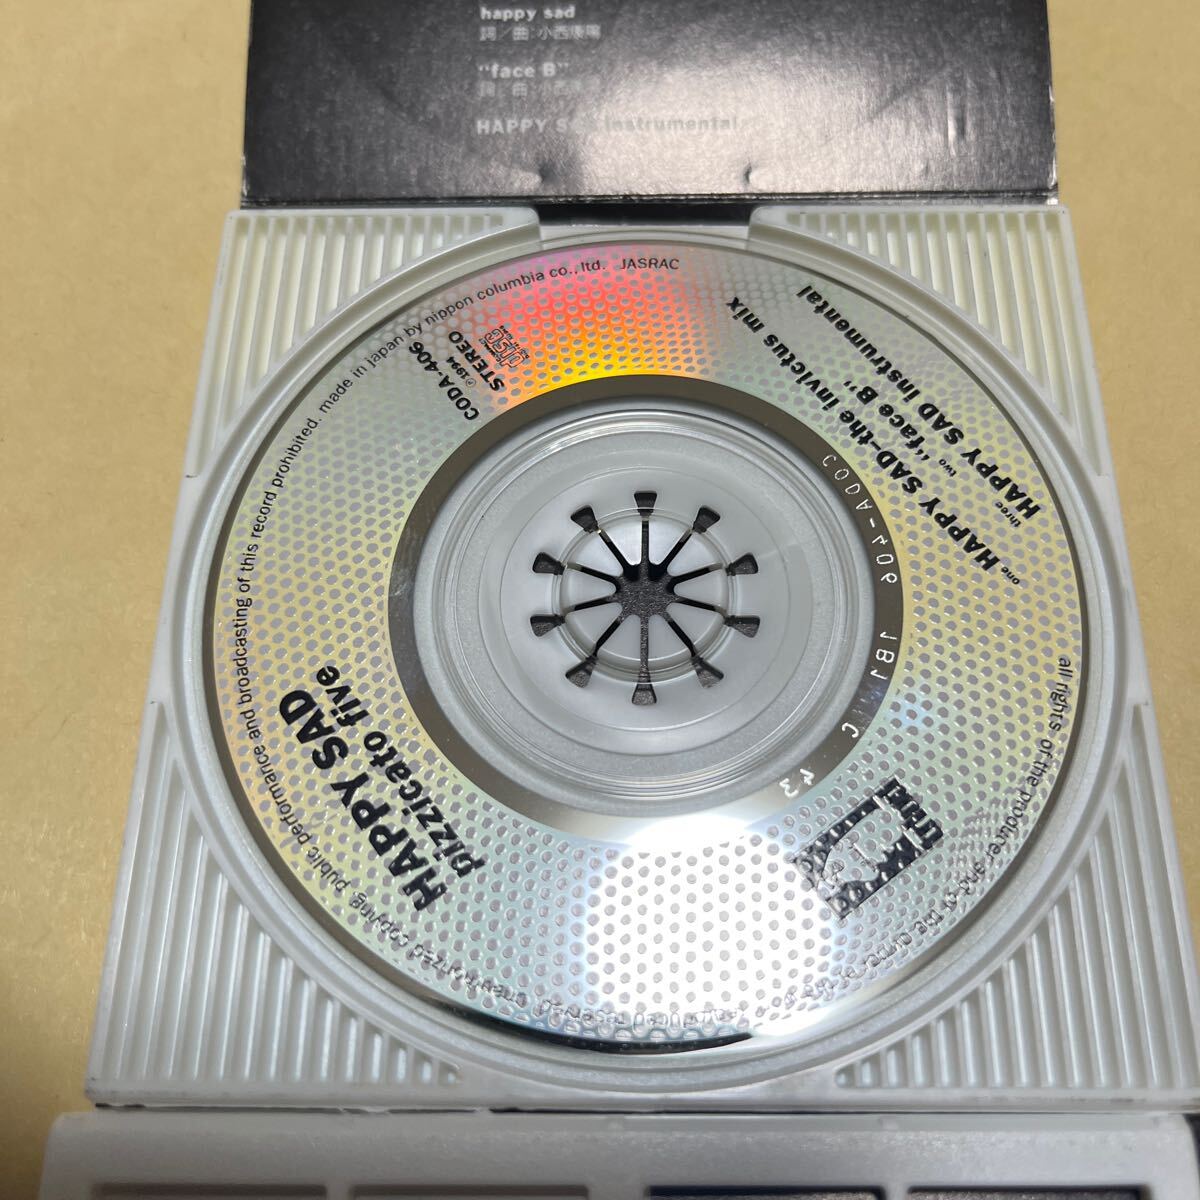 happy sad
詞／曲:小西康陽
"face B"
詞／曲:小西
HAPPY SAD instrumental
all rights of the producer and of the owner of the work reproduced reserved. unauthorized copying, public performance and broadcasting of this record prohibited. made in japan by nippon columbia co., ltd. JASRAC
CODA-406
℗1994
STEREO
COMPACT
disc
one HAPPY SAD-the invictus mix
two "face B"
three HAPPY SAD instrumental
HAPPY SAD
pizzicato five
CODA-406 1B1 C